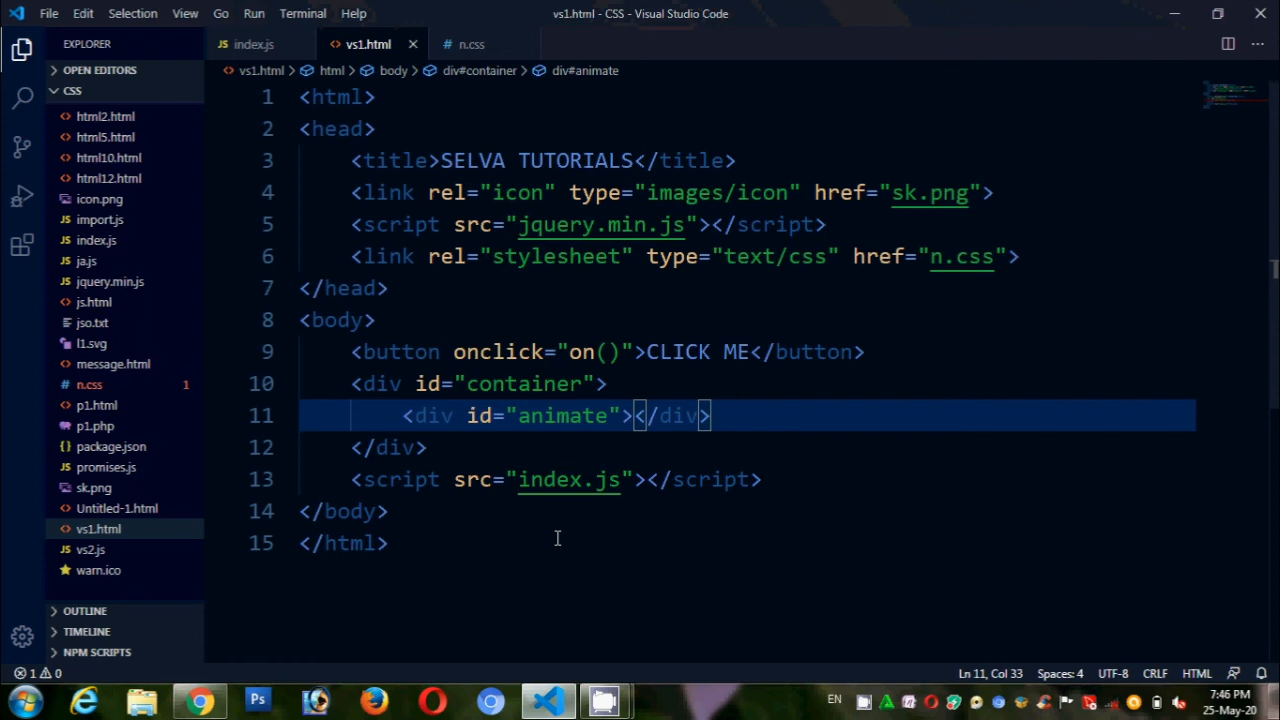 File Edit Selection View Go Run Terminal Help vs1.html - CSS - Visual Studio Code
EXPLORER
OPEN EDITORS
CSS
html2.html
html5.html
html10.html
html12.html
icon.png
import.js
index.js
ja.js
jquery.min.js
js.html
jso.txt
l1.svg
message.html
n.css 1
p1.html
p1.php
package.json
promises.js
sk.png
Untitled-1.html
vs1.html
vs2.js
warn.ico
OUTLINE
TIMELINE
NPM SCRIPTS
JS index.js <> vs1.html # n.css
<> vs1.html > html > body > div#container > div#animate
1 <html>
2 <head>
3 <title>SELVA TUTORIALS</title>
4 <link rel="icon" type="images/icon" href="sk.png">
5 <script src="jquery.min.js"></script>
6 <link rel="stylesheet" type="text/css" href="n.css">
7 </head>
8 <body>
9 <button onclick="on()">CLICK ME</button>
10 <div id="container">
11 <div id="animate"></div>
12 </div>
13 <script src="index.js"></script>
14 </body>
15 </html>
1 0 Ln 11, Col 33 Spaces: 4 UTF-8 CRLF HTML
Ps EN 7:46 PM
25-May-20